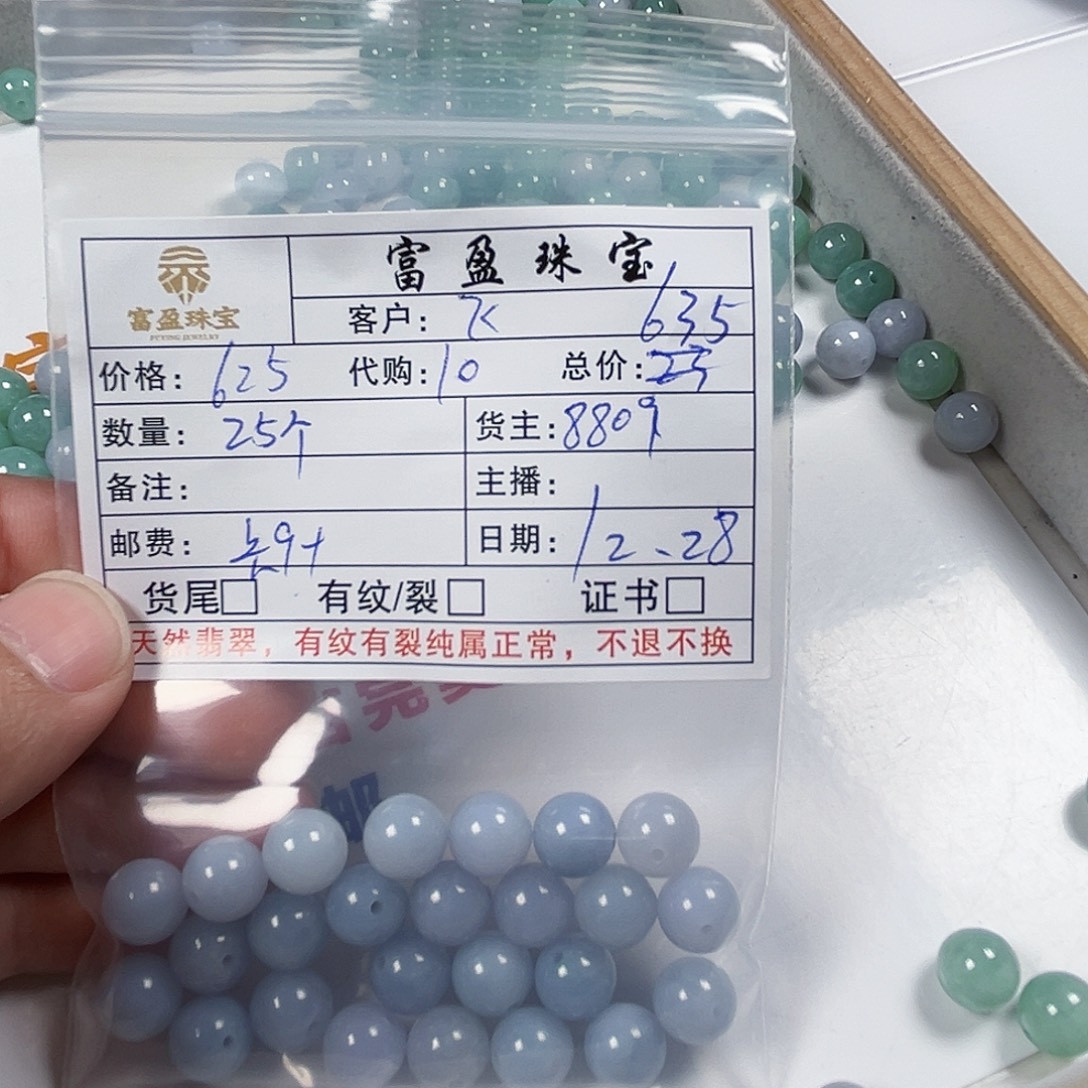 富盈珠宝
富盈珠宝
FUYING JEWELRY
客户: K 635
价格: 625 代购: 10 总价:
数量: 25个 货主: 8809
备注: 主播:
邮费: 日期: 12、28
货尾□ 有纹/裂□ 证书□
天然翡翠，有纹有裂纯属正常，不退不换
邮